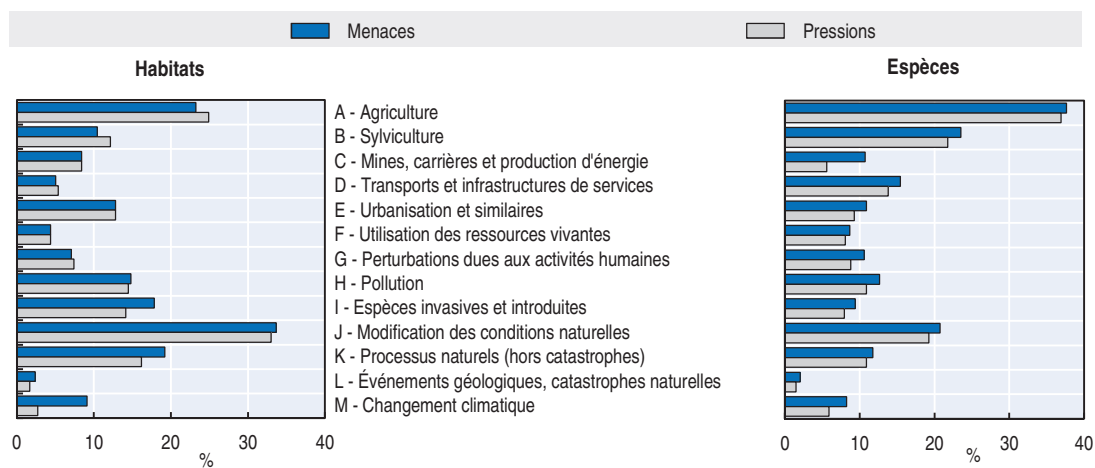 Menaces
Pressions
Habitats
Espèces
A - Agriculture
B - Sylviculture
C - Mines, carrières et production d'énergie
D - Transports et infrastructures de services
E - Urbanisation et similaires
F - Utilisation des ressources vivantes
G - Perturbations dues aux activités humaines
H - Pollution
I - Espèces invasives et introduites
J - Modification des conditions naturelles
K - Processus naturels (hors catastrophes)
L - Événements géologiques, catastrophes naturelles
M - Changement climatique
0 10 20 30 40
%
0 10 20 30 40
%